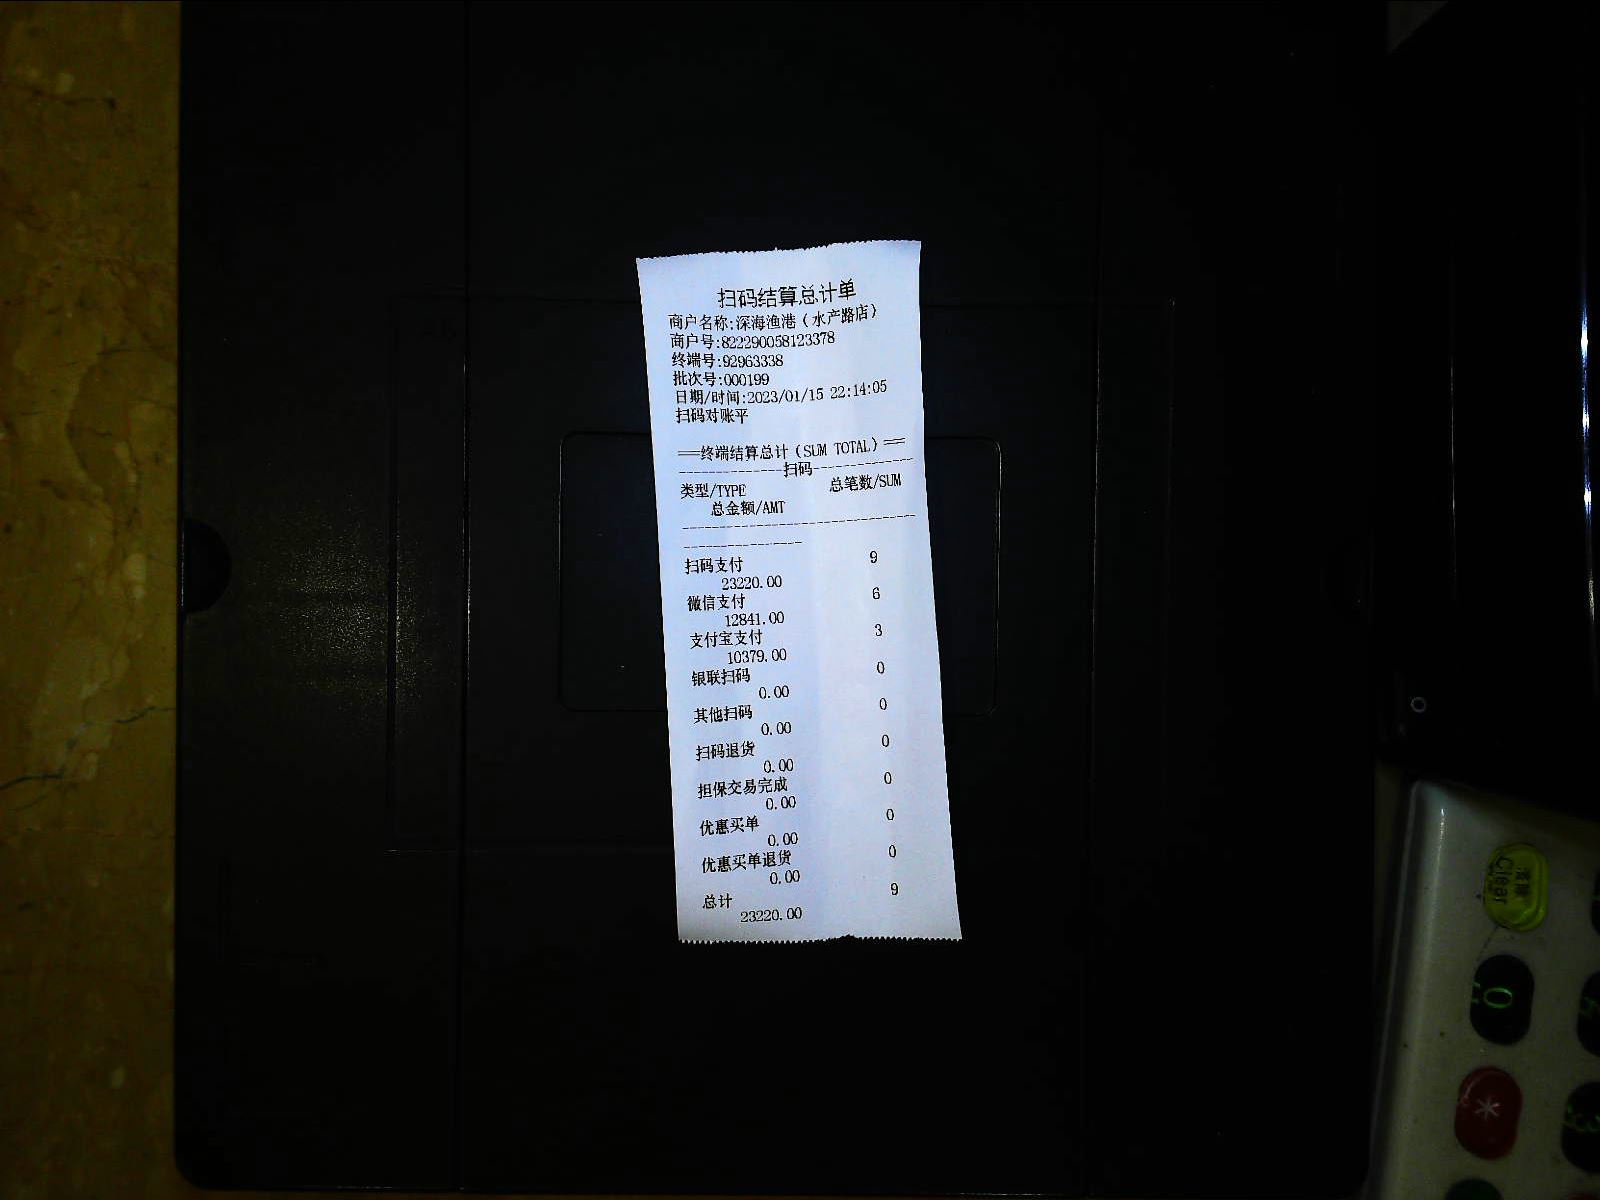 扫码结算总计单
商户名称:深海渔港（水产路店）
商户号:822290058123378
终端号:92963338
批次号:000199
日期/时间:2023/01/15 22:14:05
扫码对账平
==终端结算总计（SUM TOTAL）==
---------------扫码---------------
类型/TYPE 总笔数/SUM
总金额/AMT
扫码支付 9
23220.00
微信支付 6
12841.00
支付宝支付 3
10379.00
银联扫码 0
0.00
其他扫码 0
0.00
扫码退货 0
0.00
担保交易完成 0
0.00
优惠买单 0
0.00
优惠买单退货 0
0.00
总计 9
23220.00
清除
Clear
0
*